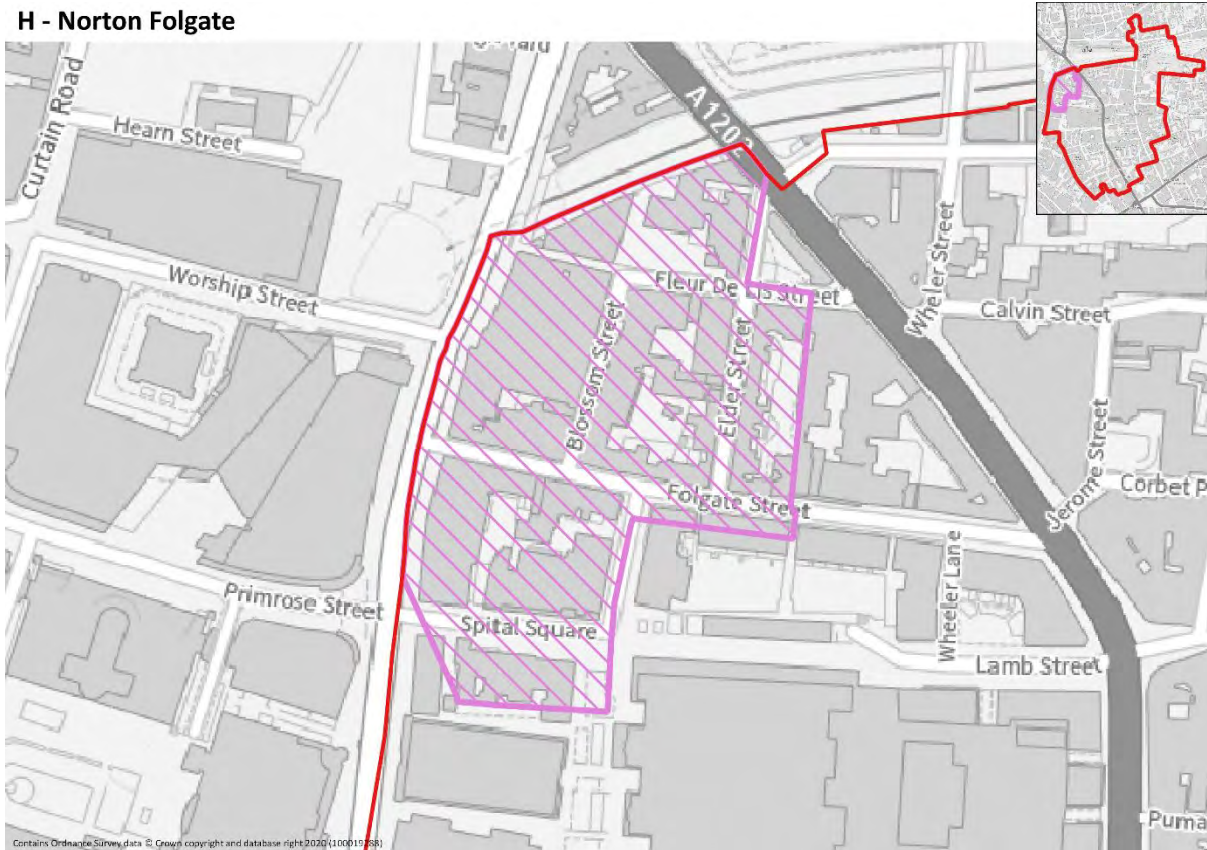 H - Norton Folgate
Curtain Road
Hearn Street
A 1202
Worship Street
Fleur De Lis Street
Wheler Street
Calvin Street
Blossom Street
Elder Street
Folgate Street
Jerome Street
Corbet P
Primrose Street
Spital Square
Wheeler Lane
Lamb Street
Puma
Contains Ordnance Survey data © Crown copyright and database right 2020 (100019288)